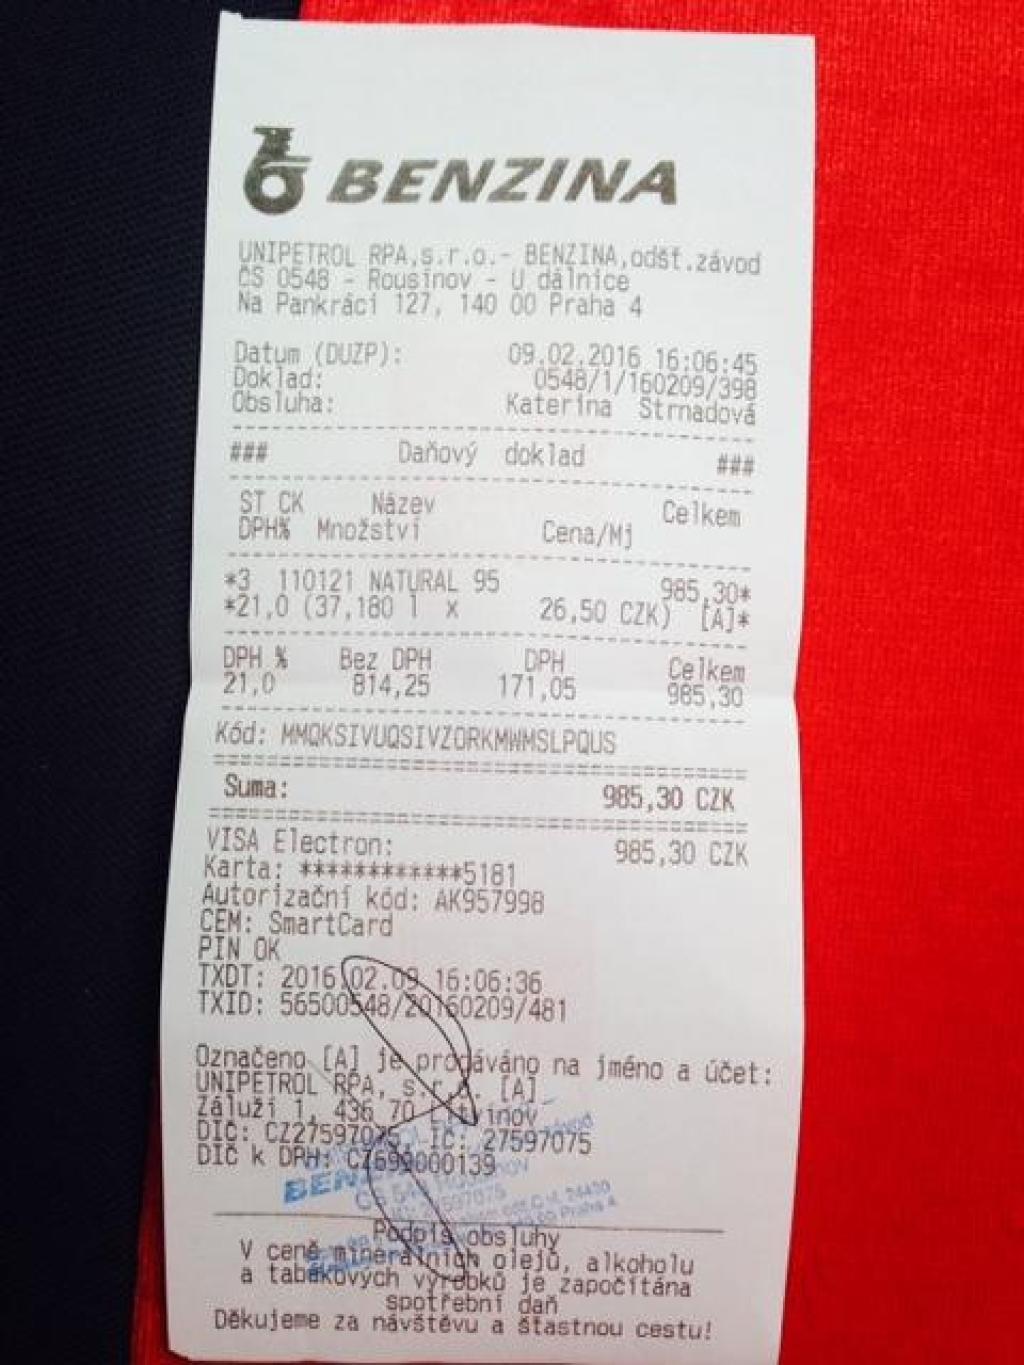 BENZINA
UNIPETROL RPA,s.r.o.- BENZINA,odšť.závod
ČS 0548 - Rousínov - U dálnice
Na Pankráci 127, 140 00 Praha 4
Datum (DUZP): 09.02.2016 16:06:45
Doklad: 0548/1/160209/398
Obsluha: Katerina Strnadová
### Daňový doklad ###
ST CK Název Celkem
DPH% Množství Cena/Mj
*3 110121 NATURAL 95 985,30*
*21,0 (37,180 l x 26,50 CZK) [A]*
DPH % Bez DPH DPH Celkem
21,0 814,25 171,05 985,30
Kód: MMQKSIVUQSIVZORKMWMSLPQUS
Suma: 985,30 CZK
VISA Electron: 985,30 CZK
Karta: ************5181
Autorizační kód: AK957998
CEM: SmartCard
PIN OK
TXDT: 2016.02.09 16:06:36
TXID: 56500548/20160209/481
Označeno [A] je prodáváno na jméno a účet:
UNIPETROL RPA, s.r.o. [A]
Záluží 1, 436 70 Litvínov
DIČ: CZ27597075, IČ: 27597075
DIČ k DPH: CZ699000139
Podpis obsluhy
V ceně minerálních olejů, alkoholu
a tabákových výrobků je započítána
spotřební daň
Děkujeme za návštěvu a šťastnou cestu!